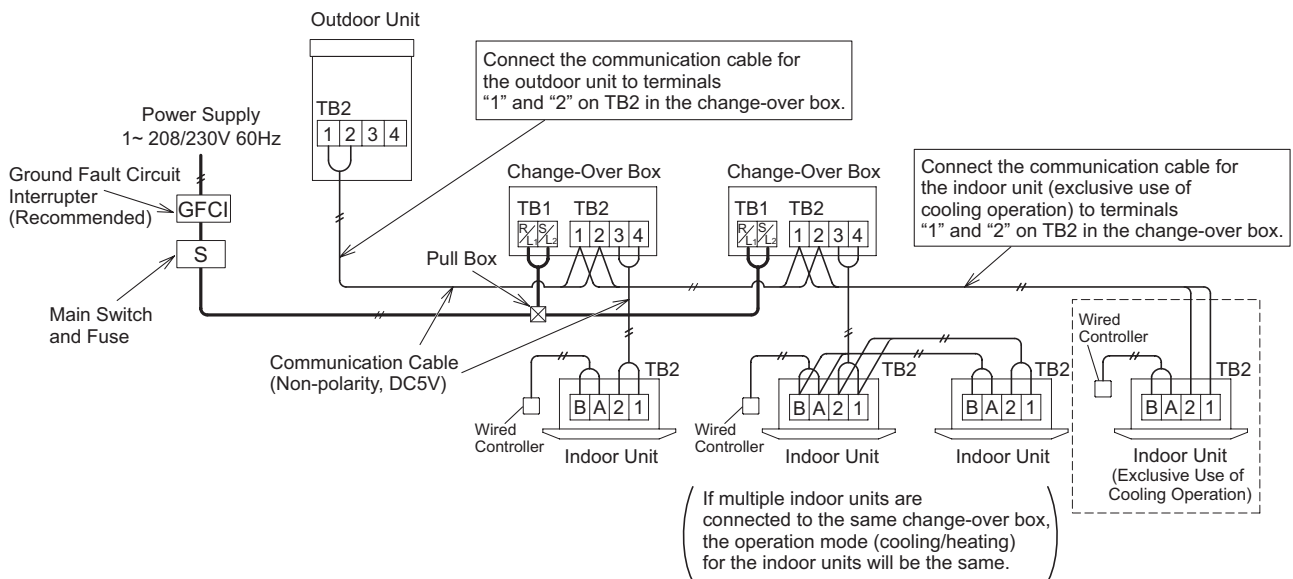 Outdoor Unit
TB2
1 2 3 4
Connect the communication cable for
the outdoor unit to terminals
“1” and “2” on TB2 in the change-over box.
Power Supply
1~ 208/230V 60Hz
Ground Fault Circuit
Interrupter
(Recommended)
GFCI
S
Main Switch
and Fuse
Pull Box
Communication Cable
(Non-polarity, DC5V)
Change-Over Box
TB1 TB2
R/L1 S/L2 1 2 3 4
Change-Over Box
TB1 TB2
R/L1 S/L2 1 2 3 4
Connect the communication cable for
the indoor unit (exclusive use of
cooling operation) to terminals
“1” and “2” on TB2 in the change-over box.
Wired
Controller
TB2
B A 2 1
Indoor Unit
Wired
Controller
TB2
B A 2 1
Indoor Unit
TB2
B A 2 1
Indoor Unit
Wired
Controller
TB2
B A 2 1
Indoor Unit
(Exclusive Use of
Cooling Operation)
If multiple indoor units are
connected to the same change-over box,
the operation mode (cooling/heating)
for the indoor units will be the same.